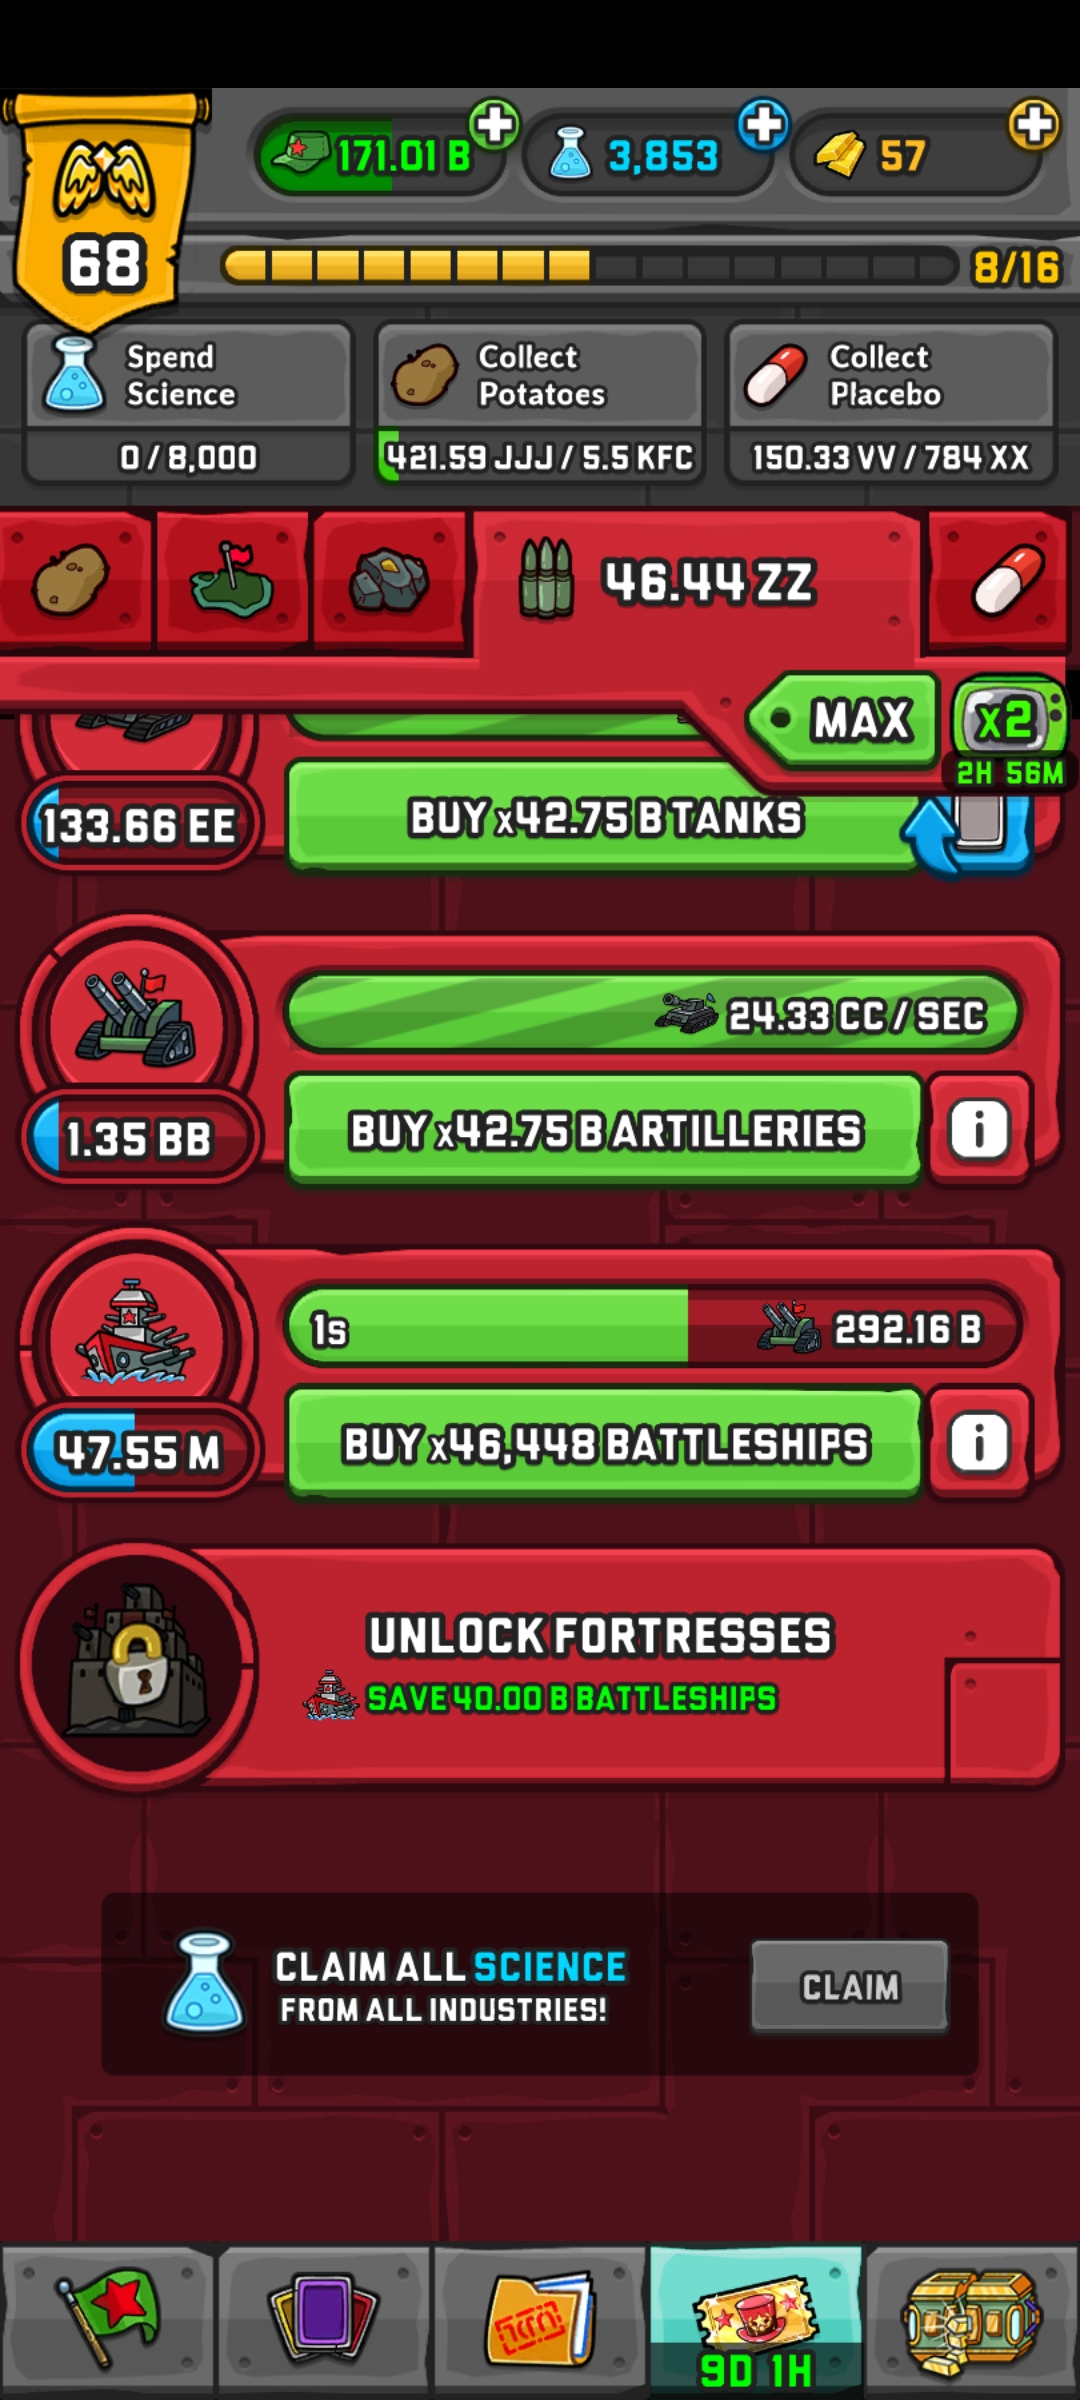 171.01 B
3,853
57
68
8/16
Spend
Science
0 / 8,000
Collect
Potatoes
421.59 JJJ / 5.5 KFC
Collect
Placebo
150.33 VV / 784 XX
46.44 ZZ
MAX
x2
2H 56M
133.66 EE
BUY x42.75 B TANKS
24.33 CC / SEC
1.35 BB
BUY x42.75 B ARTILLERIES
i
1s
292.16 B
47.55 M
BUY x46,448 BATTLESHIPS
i
UNLOCK FORTRESSES
SAVE 40.00 B BATTLESHIPS
CLAIM ALL SCIENCE
FROM ALL INDUSTRIES!
CLAIM
9D 1H